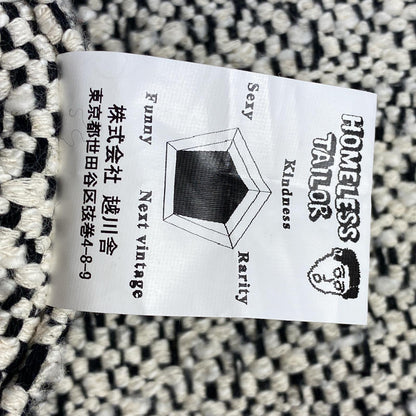 HOMELESS
TAILOR
Kindness
Sexy
Rarity
Funny
Next vintage
株式会社 越川舎
東京都世田谷区弦巻4-8-9